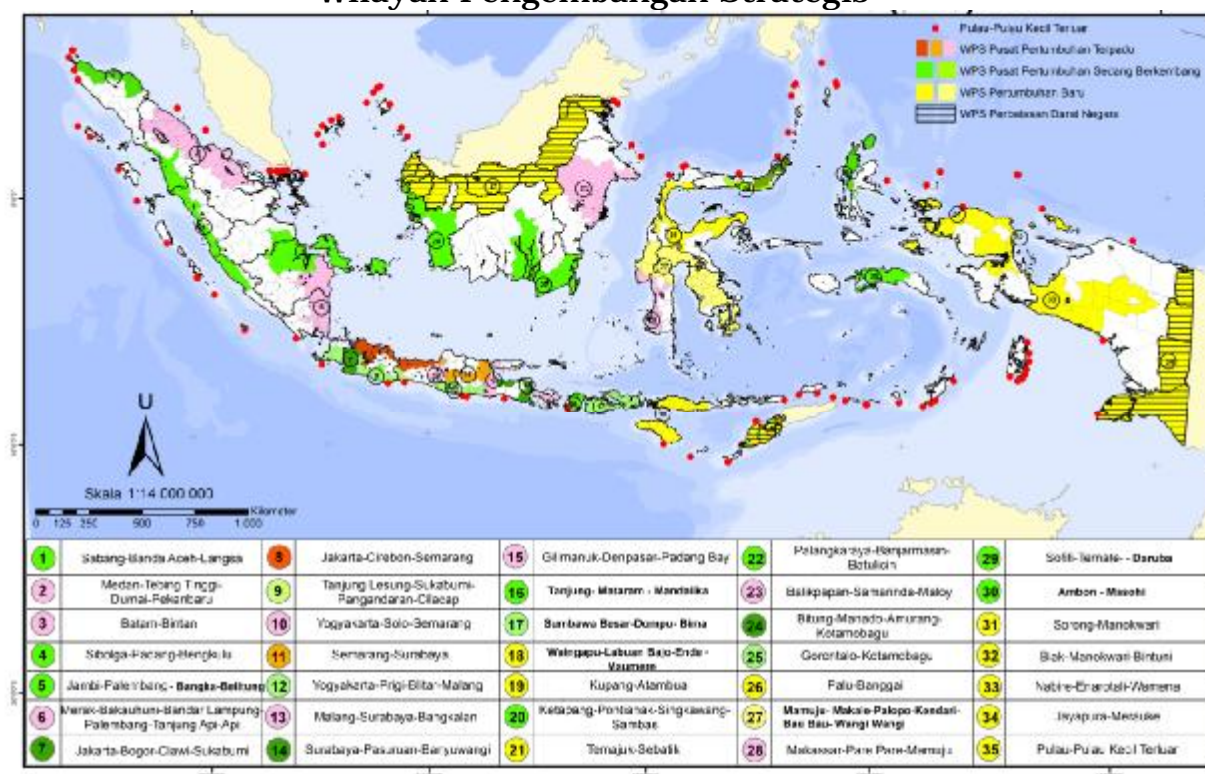 Wilayah Pengembangan Strategis
Pulau-Pulau Kecil Terluar
WPS Pusat Pertumbuhan Terpadu
WPS Pusat Pertumbuhan Sedang Berkembang
WPS Pertumbuhan Baru
WPS Perbatasan Darat Negara
U
Skala 1:14.000.000
Kilometer
0 125 250 500 750 1.000
1 Sabang-Banda Aceh-Langsa
2 Medan-Tebing Tinggi-
Dumai-Pekanbaru
3 Batam-Bintan
4 Sibolga-Padang-Bengkulu
5 Jambi-Palembang - Bangka-Belitung
6 Merak-Bakauhuni-Bandar Lampung-
Palembang-Tanjung Api-Api
7 Jakarta-Bogor-Ciawi-Sukabumi
8 Jakarta-Cirebon-Semarang
9 Tanjung Lesung-Sukabumi-
Pangandaran-Cilacap
10 Yogyakarta-Solo-Semarang
11 Semarang-Surabaya
12 Yogyakarta-Prigi-Blitar-Malang
13 Malang-Surabaya-Bangkalan
14 Surabaya-Pasuruan-Banyuwangi
15 Gilimanuk-Denpasar-Padang Bay
16 Tanjung- Mataram - Mandalika
17 Sumbawa Besar-Dompu- Bima
18 Waingapu-Labuan Bajo-Ende -
Maumere
19 Kupang-Atambua
20 Ketapang-Pontianak-Singkawang-
Sambas
21 Temajuk-Sebatik
22 Palangkaraya-Banjarmasin-
Batulicin
23 Balikpapan-Samarinda-Maloy
24 Bitung-Manado-Amurang-
Kotamobagu
25 Gorontalo-Kotamobagu
26 Palu-Banggai
27 Mamuju- Makale-Palopo-Kendari-
Bau Bau- Wangi Wangi
28 Makassar-Pare Pare-Mamuju
29 Sofifi-Ternate- - Daruba
30 Ambon - Masohi
31 Sorong-Manokwari
32 Biak-Manokwari-Bintuni
33 Nabire-Enarotali-Wamena
34 Jayapura-Merauke
35 Pulau-Pulau Kecil Terluar